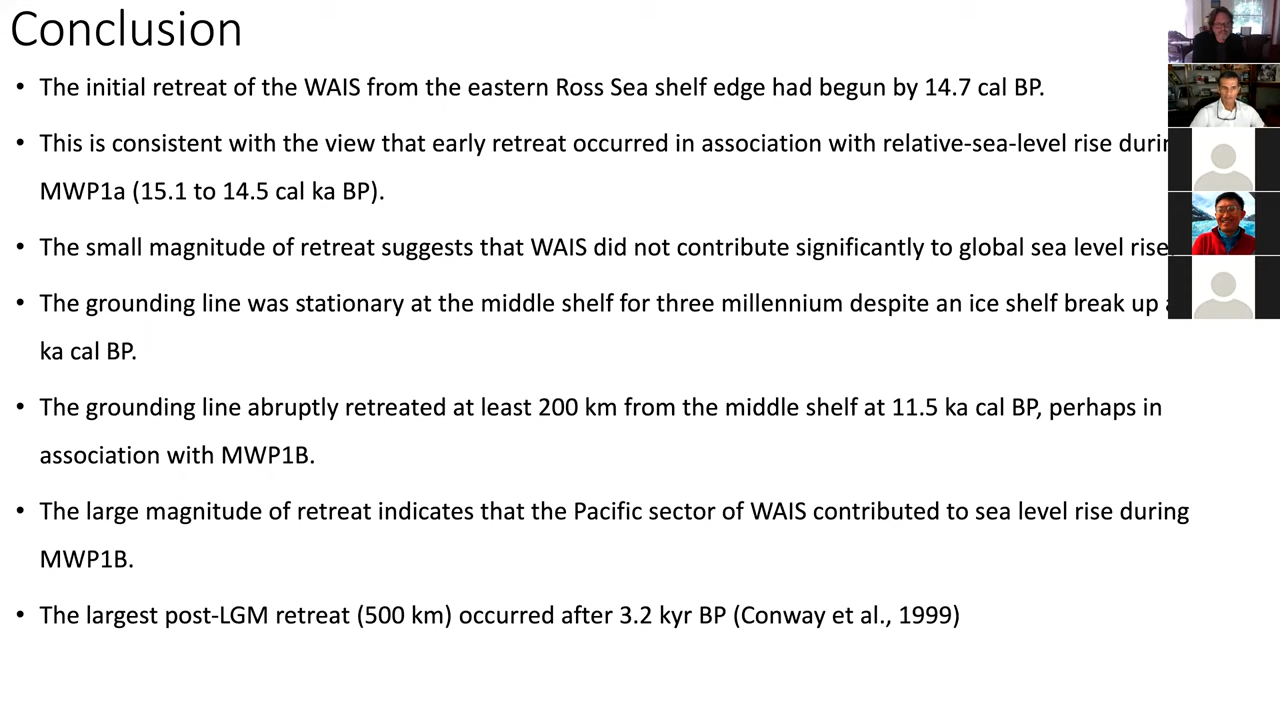 Conclusion
• The initial retreat of the WAIS from the eastern Ross Sea shelf edge had begun by 14.7 cal BP.
• This is consistent with the view that early retreat occurred in association with relative-sea-level rise
MWP1a (15.1 to 14.5 cal ka BP).
• The small magnitude of retreat suggests that WAIS did not contribute significantly to global sea level rise
• The grounding line was stationary at the middle shelf for three millennium despite an ice shelf break up
ka cal BP.
• The grounding line abruptly retreated at least 200 km from the middle shelf at 11.5 ka cal BP, perhaps in
association with MWP1B.
• The large magnitude of retreat indicates that the Pacific sector of WAIS contributed to sea level rise during
MWP1B.
• The largest post-LGM retreat (500 km) occurred after 3.2 kyr BP (Conway et al., 1999)